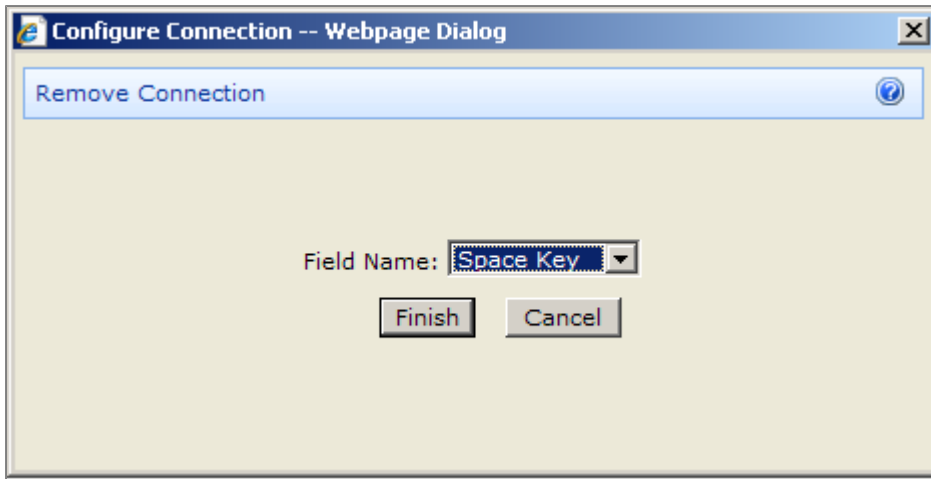 Configure Connection -- Webpage Dialog
Remove Connection
Field Name: Space Key
Finish Cancel